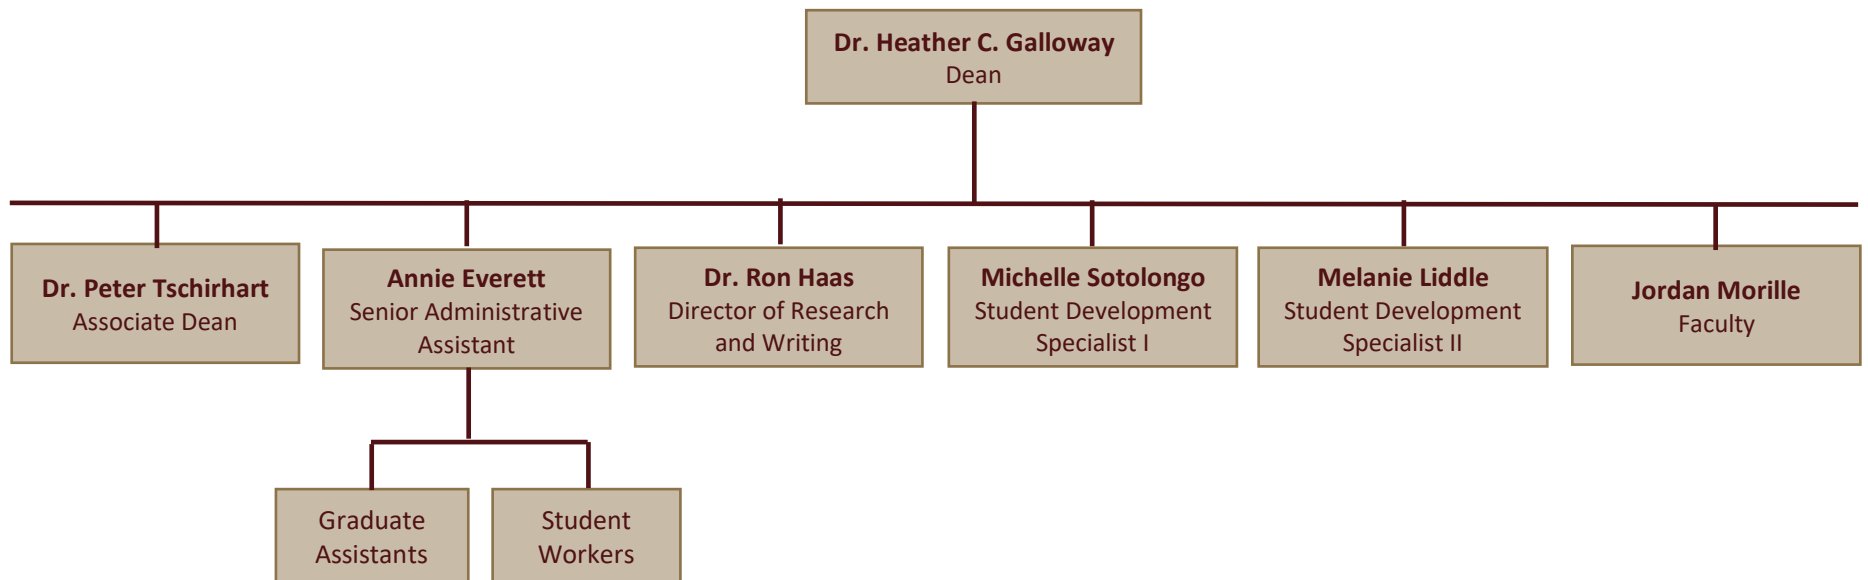 Dr. Heather C. Galloway
Dean
Dr. Peter Tschirhart
Associate Dean
Annie Everett
Senior Administrative
Assistant
Dr. Ron Haas
Director of Research
and Writing
Michelle Sotolongo
Student Development
Specialist I
Melanie Liddle
Student Development
Specialist II
Jordan Morille
Faculty
Graduate
Assistants
Student
Workers